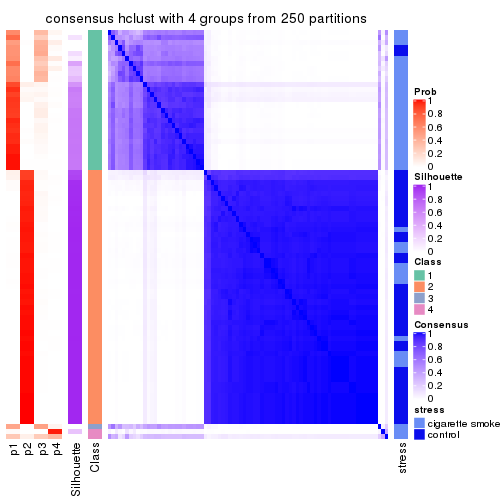 consensus hclust with 4 groups from 250 partitions
Prob
1
0.8
0.6
0.4
0.2
0
Silhouette
1
0.8
0.6
0.4
0.2
0
Class
1
2
3
4
Consensus
1
0.8
0.6
0.4
0.2
0
stress
cigarette smoke
control
p1
p2
p3
p4
Silhouette
Class
stress